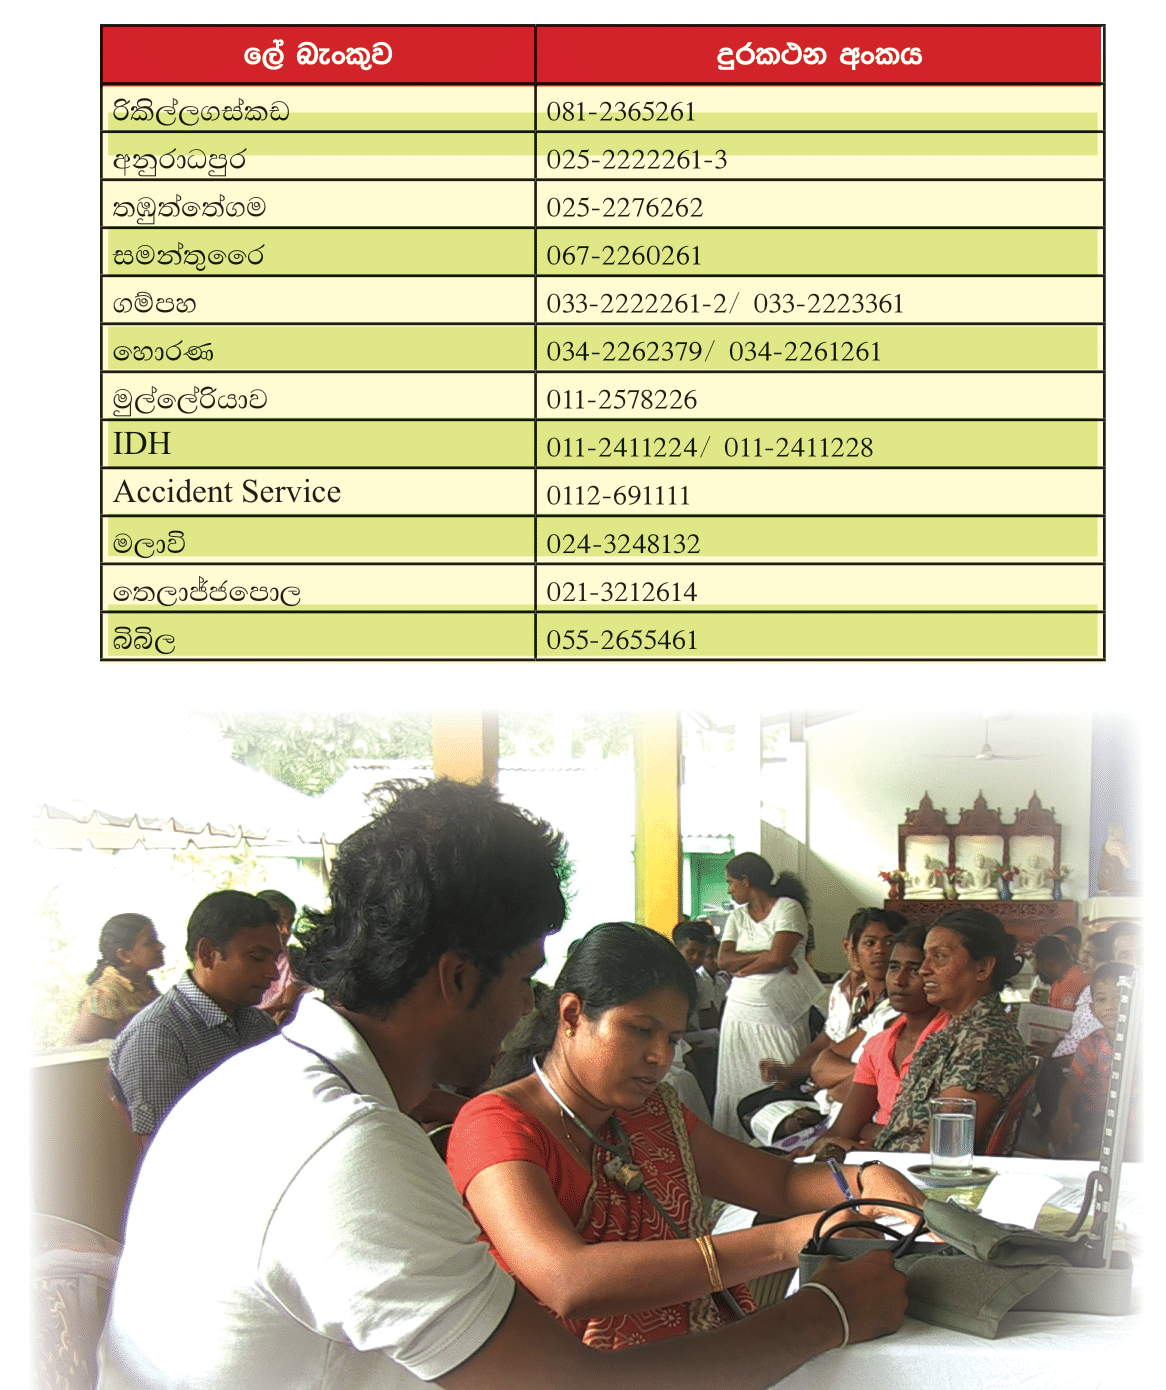 ලේ බැංකුව දුරකථන අංකය
රිකිල්ලගස්කඩ 081-2365261
අනුරාධපුර 025-2222261-3
තඹුත්තේගම 025-2276262
සමන්තුරෛ 067-2260261
ගම්පහ 033-2222261-2/ 033-2223361
හොරණ 034-2262379/ 034-2261261
මුල්ලේරියාව 011-2578226
IDH 011-2411224/ 011-2411228
Accident Service 0112-691111
මලාවි 024-3248132
තෙලාජ්ජපොල 021-3212614
බිබිල 055-2655461